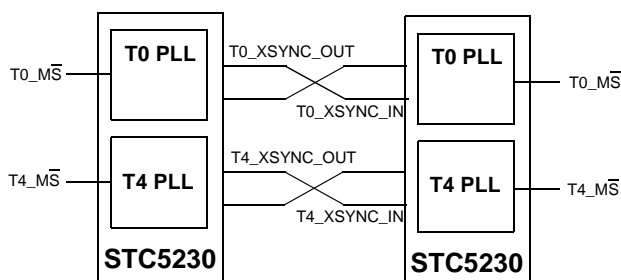 T0 PLL
T0_XSYNC_OUT
T0 PLL
T0_MS̅
T0_MS̅
T0_XSYNC_IN
T4 PLL
T4_XSYNC_OUT
T4 PLL
T4_MS̅
T4_MS̅
T4_XSYNC_IN
STC5230
STC5230